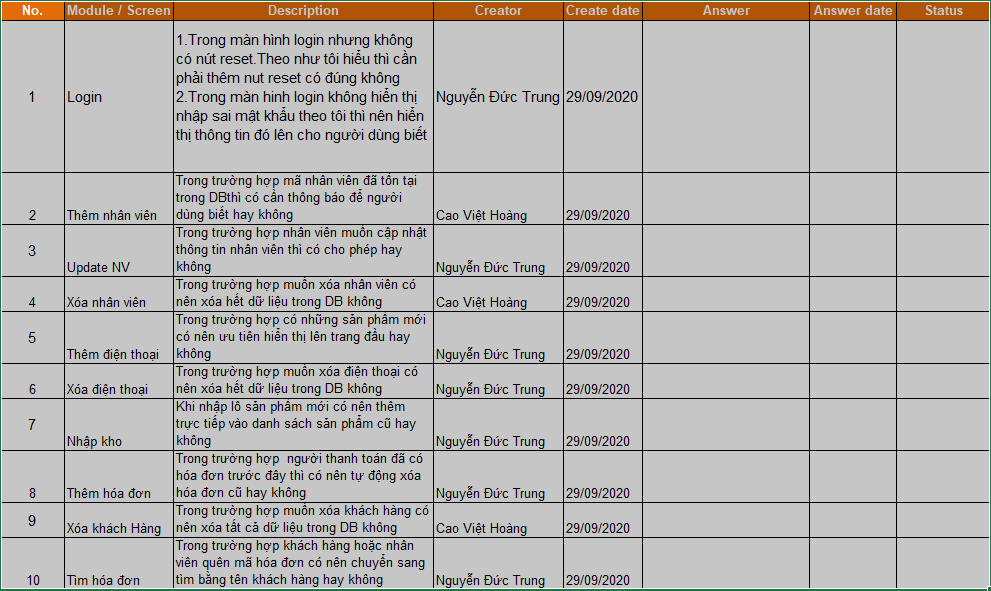 No. Module / Screen Description Creator Create date Answer Answer date Status
1.Trong màn hình login nhưng không
có nút reset.Theo như tôi hiểu thì cần
phải thêm nut reset có đúng không
1 Login 2.Trong màn hinh login không hiển thị Nguyễn Đức Trung 29/09/2020
nhập sai mật khẩu theo tôi thì nên hiển
thị thông tin đó lên cho người dùng biết
Trong trường hợp mã nhân viên đã tồn tại
trong DBthì có cần thông báo để người
2 Thêm nhân viên dùng biết hay không Cao Việt Hoàng 29/09/2020
Trong trường hợp nhân viên muốn cập nhật
3 thông tin nhân viên thì có cho phép hay
Update NV không Nguyễn Đức Trung 29/09/2020
Trong trường hợp muốn xóa nhân viên có
4 Xóa nhân viên nên xóa hết dữ liệu trong DB không Cao Việt Hoàng 29/09/2020
Trong trường hợp có những sản phẩm mới
5 có nên ưu tiên hiển thị lên trang đầu hay
Thêm điện thoại không Nguyễn Đức Trung 29/09/2020
Trong trường hợp muốn xóa điện thoại có
6 Xóa điện thoại nên xóa hết dữ liệu trong DB không Nguyễn Đức Trung 29/09/2020
Khi nhập lô sản phẩm mới có nên thêm
7 trực tiếp vào danh sách sản phẩm cũ hay
Nhập kho không Nguyễn Đức Trung 29/09/2020
Trong trường hợp người thanh toán đã có
hóa đơn trước đây thì có nên tự động xóa
8 Thêm hóa đơn hóa đơn cũ hay không Nguyễn Đức Trung 29/09/2020
Trong trường hợp muốn xóa khách hàng có
9 Xóa khách Hàng nên xóa tất cả dữ liệu trong DB không Cao Việt Hoàng 29/09/2020
Trong trường hợp khách hàng hoặc nhân
viên quên mã hóa đơn có nên chuyển sang
10 Tìm hóa đơn tìm bằng tên khách hàng hay không Nguyễn Đức Trung 29/09/2020